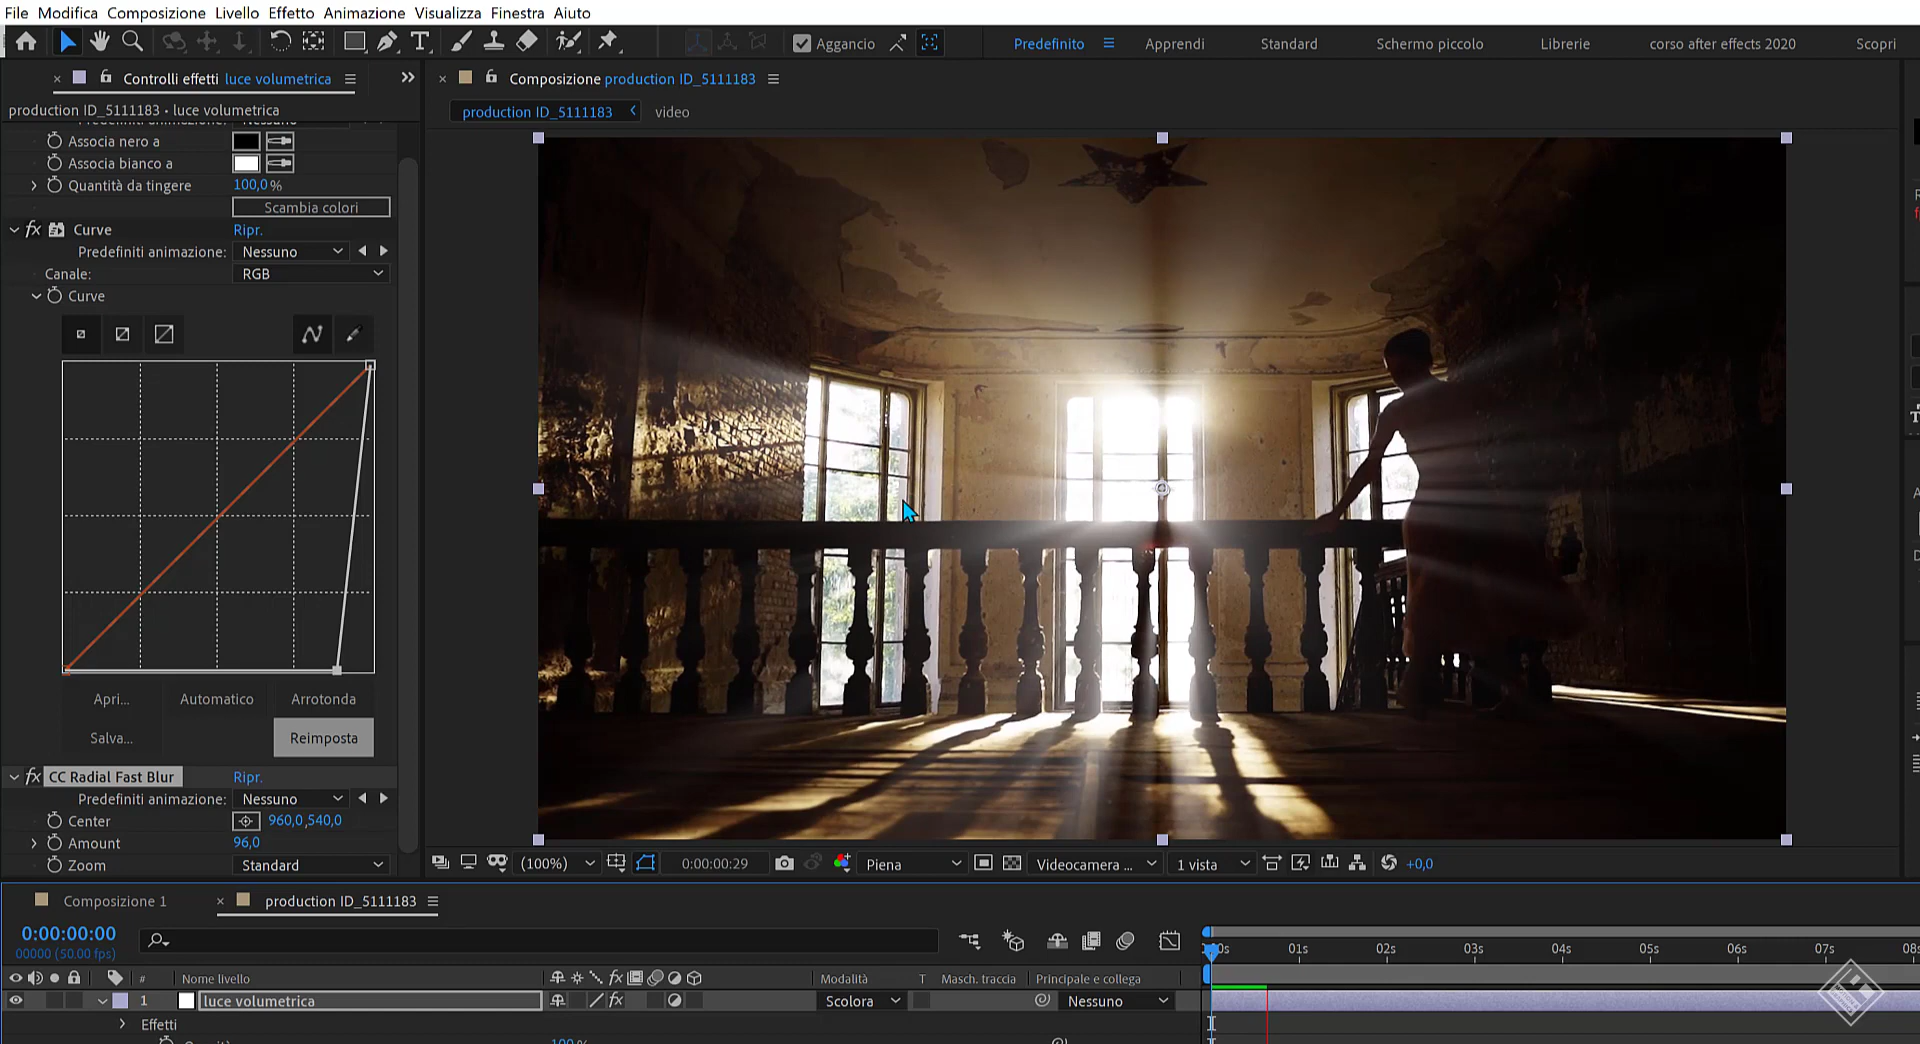 File Modifica Composizione Livello Effetto Animazione Visualizza Finestra Aiuto
Aggancio
Predefinito Apprendi Standard Schermo piccolo Librerie corso after effects 2020 Scopri
Controlli effetti luce volumetrica
Composizione production ID_5111183
production ID_5111183 • luce volumetrica
production ID_5111183 video
Associa nero a
Associa bianco a
Quantità da tingere 100,0 %
Scambia colori
fx Curve Ripr.
Predefiniti animazione: Nessuno
Canale: RGB
Curve
Apri... Automatico Arrotonda
Salva... Reimposta
fx CC Radial Fast Blur Ripr.
Predefiniti animazione: Nessuno
Center 960,0,540,0
Amount 96,0
Zoom Standard
(100%) 0:00:00:29 Piena Videocamera ... 1 vista +0,0
Composizione 1 production ID_5111183
0:00:00:00
00000 (50.00 fps)
01s 02s 03s 04s 05s 06s 07s
# Nome livello fx Modalità T Masch. traccia Principale e collega
1 luce volumetrica fx Scolora Nessuno
Effetti